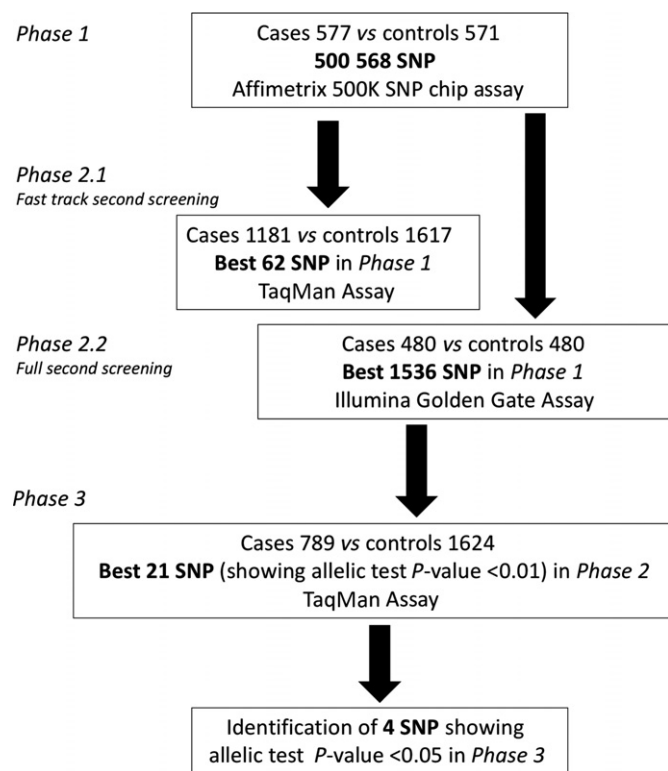 Phase 1
Cases 577 vs controls 571
500 568 SNP
Affimetrix 500K SNP chip assay
Phase 2.1
Fast track second screening
Cases 1181 vs controls 1617
Best 62 SNP in Phase 1
TaqMan Assay
Phase 2.2
Full second screening
Cases 480 vs controls 480
Best 1536 SNP in Phase 1
Illumina Golden Gate Assay
Phase 3
Cases 789 vs controls 1624
Best 21 SNP (showing allelic test P-value <0.01) in Phase 2
TaqMan Assay
Identification of 4 SNP showing
allelic test P-value <0.05 in Phase 3